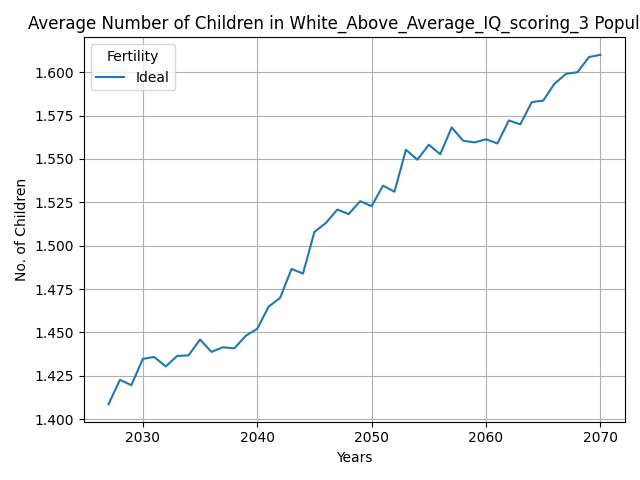 Average Number of Children in White_Above_Average_IQ_scoring_3 Popul
Fertility
Ideal
1.600
1.575
1.550
1.525
1.500
1.475
1.450
1.425
1.400
No. of Children
2030 2040 2050 2060 2070
Years